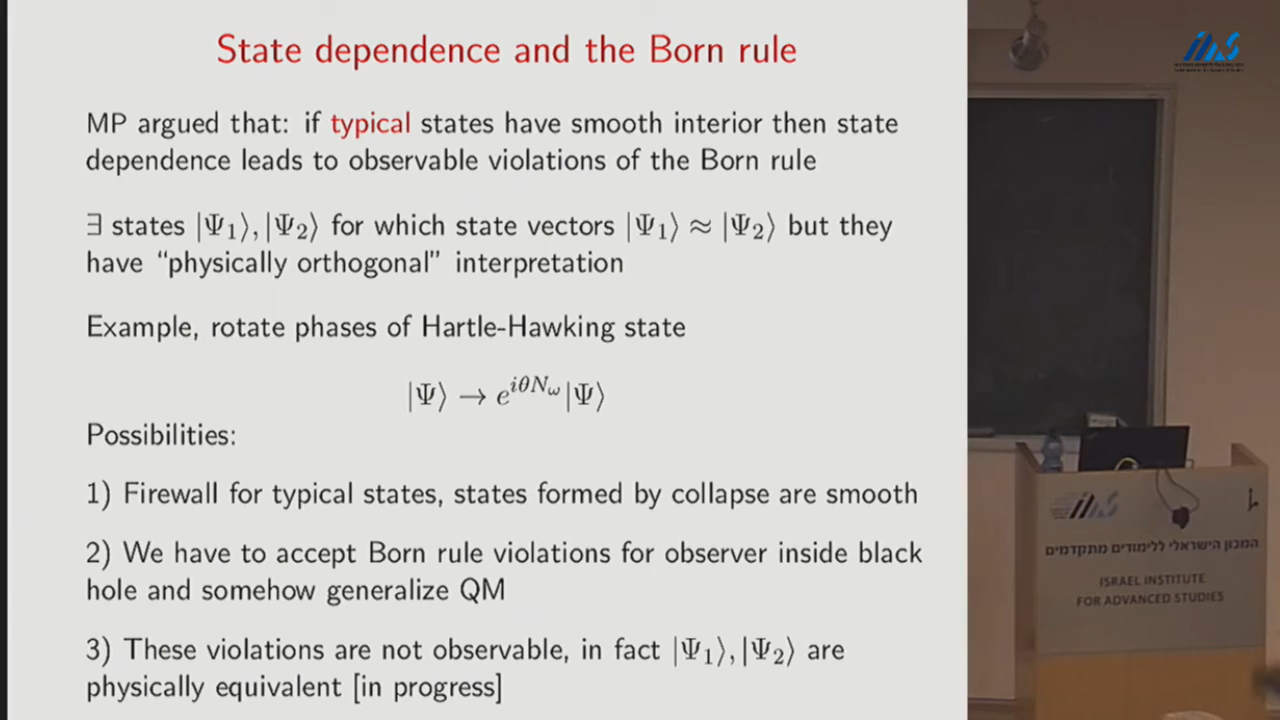 State dependence and the Born rule
MP argued that: if typical states have smooth interior then state
dependence leads to observable violations of the Born rule
∃ states |Ψ₁⟩, |Ψ₂⟩ for which state vectors |Ψ₁⟩ ≈ |Ψ₂⟩ but they
have “physically orthogonal” interpretation
Example, rotate phases of Hartle-Hawking state
|Ψ⟩ → e^{iθN_ω}|Ψ⟩
Possibilities:
1) Firewall for typical states, states formed by collapse are smooth
2) We have to accept Born rule violations for observer inside black
hole and somehow generalize QM
3) These violations are not observable, in fact |Ψ₁⟩, |Ψ₂⟩ are
physically equivalent [in progress]
המכון הישראלי ללימודים מתקדמים
ISRAEL INSTITUTE
FOR ADVANCED STUDIES